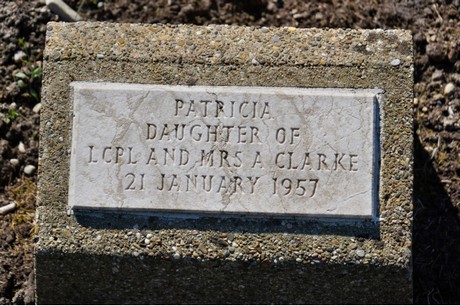 PATRICIA
DAUGHTER OF
LCPL AND MRS A CLARKE
21 JANUARY 1957